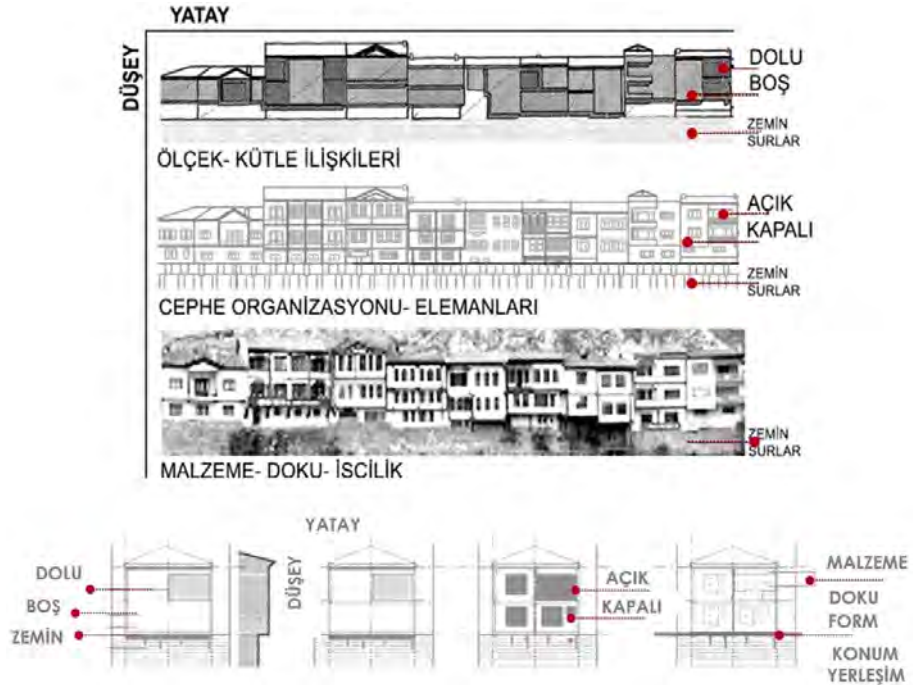 YATAY
DÜŞEY
DOLU
BOŞ
ZEMİN
SURLAR
ÖLÇEK- KÜTLE İLİŞKİLERİ
AÇIK
KAPALI
ZEMİN
SURLAR
CEPHE ORGANİZASYONU- ELEMANLARI
ZEMİN
SURLAR
MALZEME- DOKU- İSCİLİK
YATAY
DÜŞEY
DOLU
BOŞ
ZEMİN
AÇIK
KAPALI
MALZEME
DOKU
FORM
KONUM
YERLEŞİM